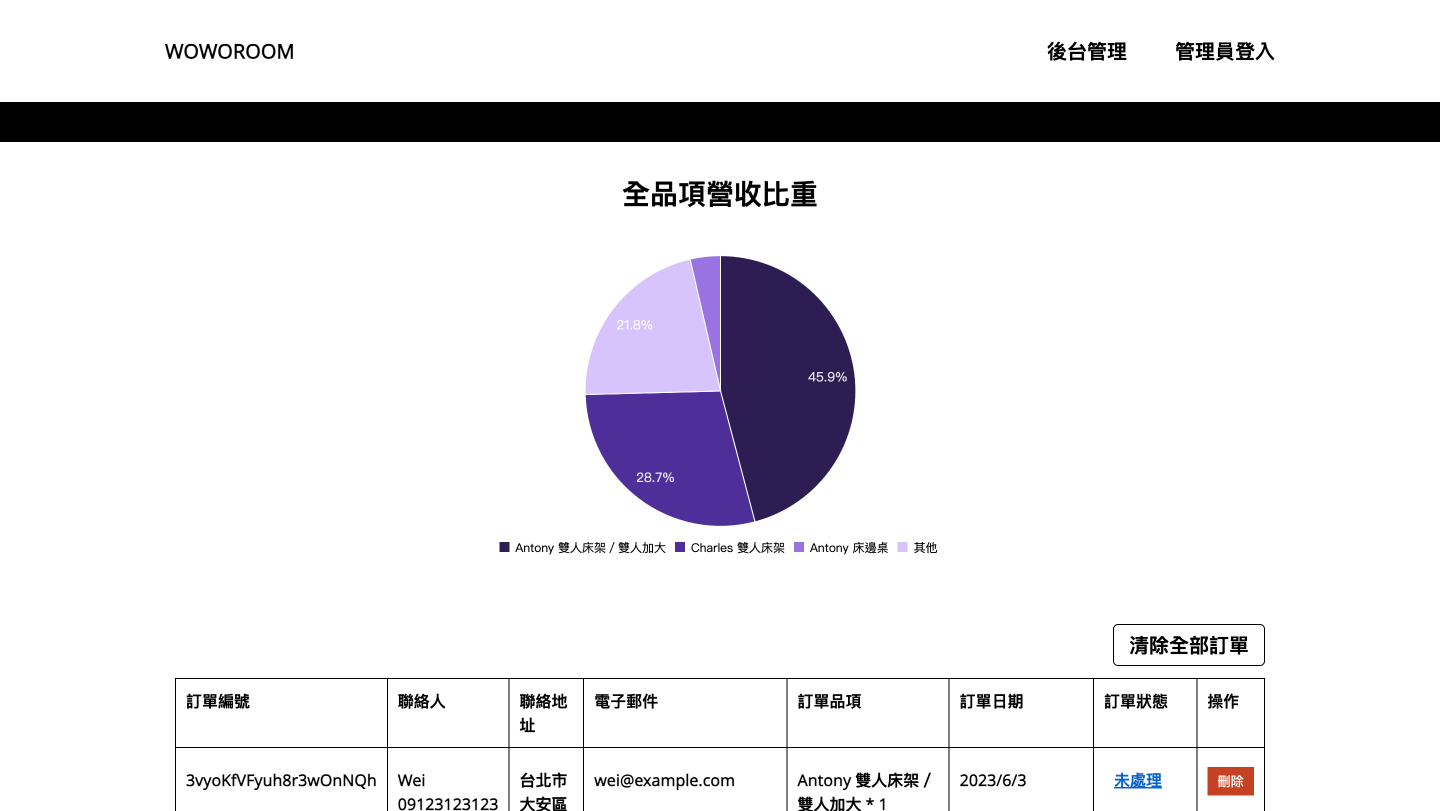 WOWOROOM
後台管理
管理員登入
全品項營收比重
21.8%
45.9%
28.7%
Antony 雙人床架 / 雙人加大
Charles 雙人床架
Antony 床邊桌
其他
清除全部訂單
訂單編號
聯絡人
聯絡地
址
電子郵件
訂單品項
訂單日期
訂單狀態
操作
3vyoKfVFyuh8r3wOnNQh
Wei
09123123123
台北市
大安區
wei@example.com
Antony 雙人床架 /
雙人加大 * 1
2023/6/3
未處理
刪除